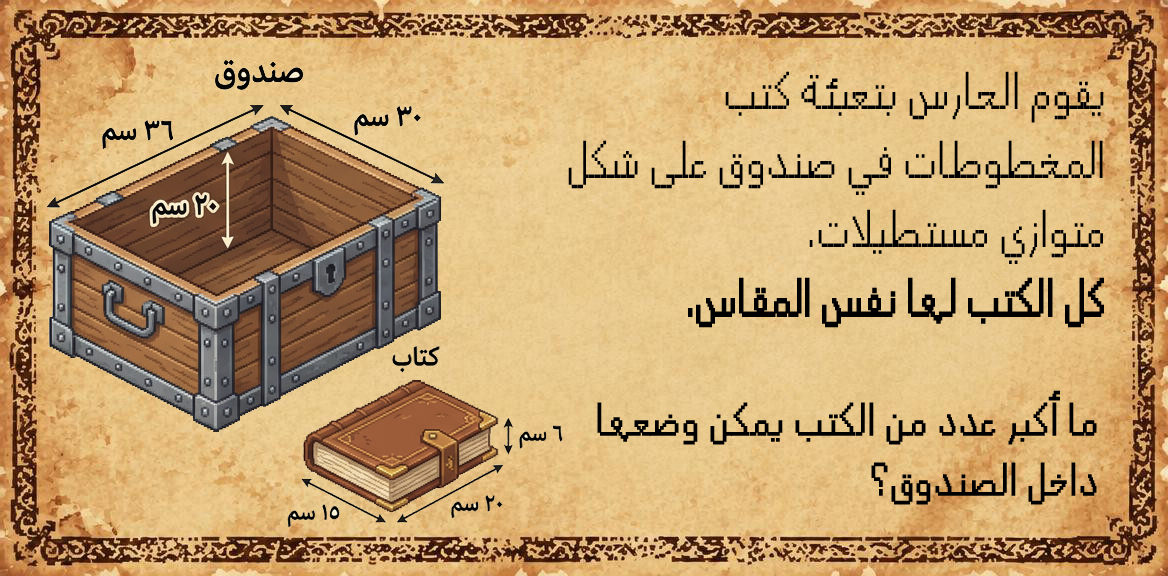 صندوق
٣٦ سم
٣٠ سم
٢٠ سم
يقوم الحارس بتعبئة كتب
المخطوطات في صندوق على شكل
متوازي مستطيلات.
كل الكتب لها نفس المقاس.
كتاب
٦ سم
٢٠ سم
١٥ سم
ما أكبر عدد من الكتب يمكن وضعها
داخل الصندوق؟